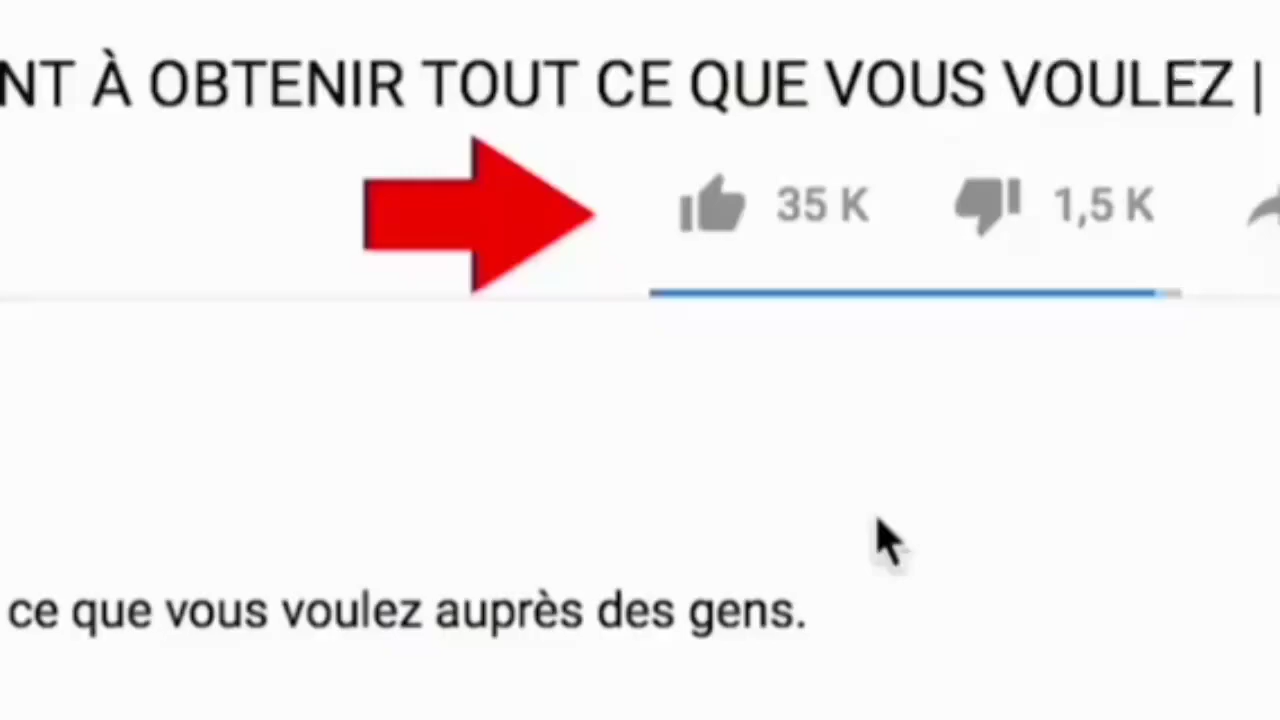 NT À OBTENIR TOUT CE QUE VOUS VOULEZ |
35 K 1,5 K
ce que vous voulez auprès des gens.